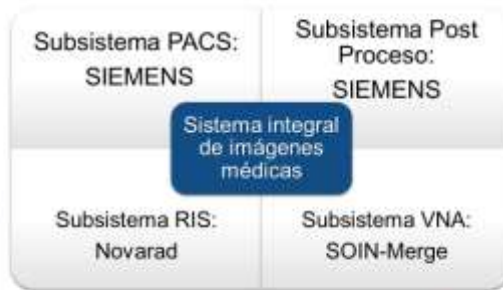 Subsistema PACS:
SIEMENS
Subsistema Post
Proceso:
SIEMENS
Sistema integral
de imágenes
médicas
Subsistema RIS:
Novarad
Subsistema VNA:
SOIN-Merge